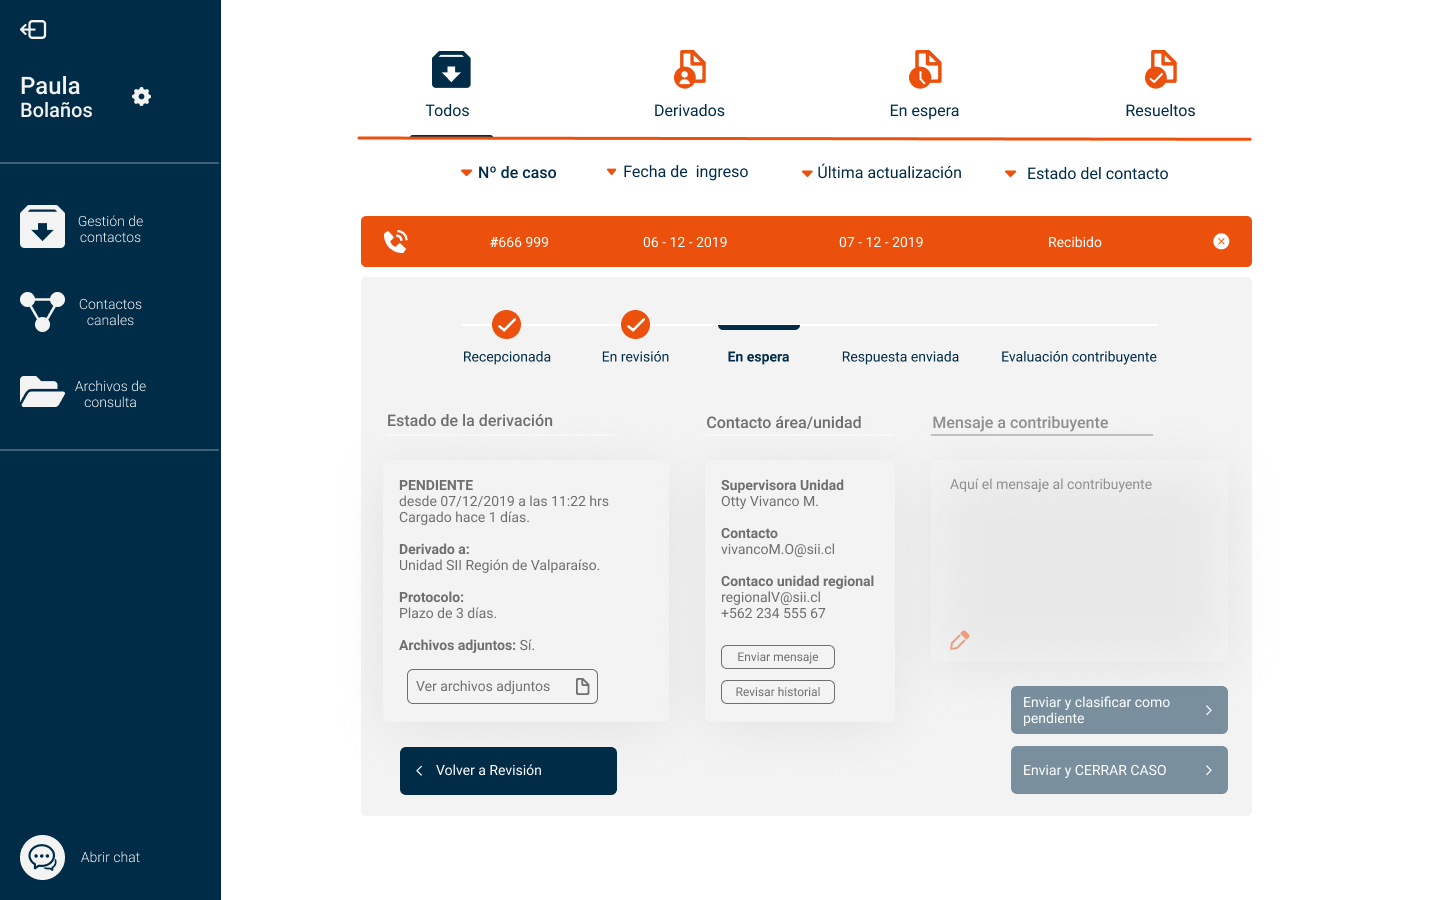 Paula
Bolaños
Gestión de
contactos
Contactos
canales
Archivos de
consulta
Abrir chat
Todos
Derivados
En espera
Resueltos
Nº de caso
Fecha de ingreso
Última actualización
Estado del contacto
#666 999
06 - 12 - 2019
07 - 12 - 2019
Recibido
Recepcionada
En revisión
En espera
Respuesta enviada
Evaluación contribuyente
Estado de la derivación
PENDIENTE
desde 07/12/2019 a las 11:22 hrs
Cargado hace 1 días.
Derivado a:
Unidad SII Región de Valparaíso.
Protocolo:
Plazo de 3 días.
Archivos adjuntos: Sí.
Ver archivos adjuntos
Volver a Revisión
Contacto área/unidad
Supervisora Unidad
Otty Vivanco M.
Contacto
vivancoM.O@sii.cl
Contaco unidad regional
regionalV@sii.cl
+562 234 555 67
Enviar mensaje
Revisar historial
Mensaje a contribuyente
Aquí el mensaje al contribuyente
Enviar y clasificar como
pendiente
Enviar y CERRAR CASO